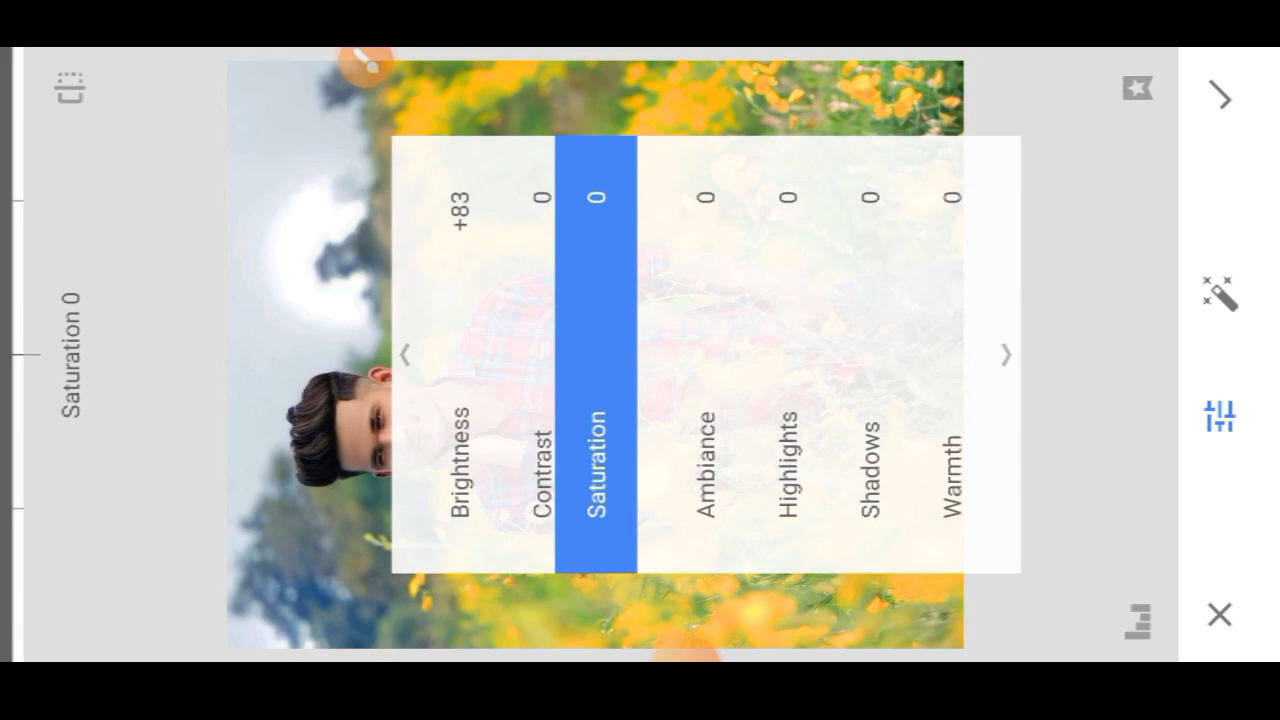 Saturation 0
Brightness +83
Contrast 0
Saturation 0
Ambiance 0
Highlights 0
Shadows 0
Warmth 0